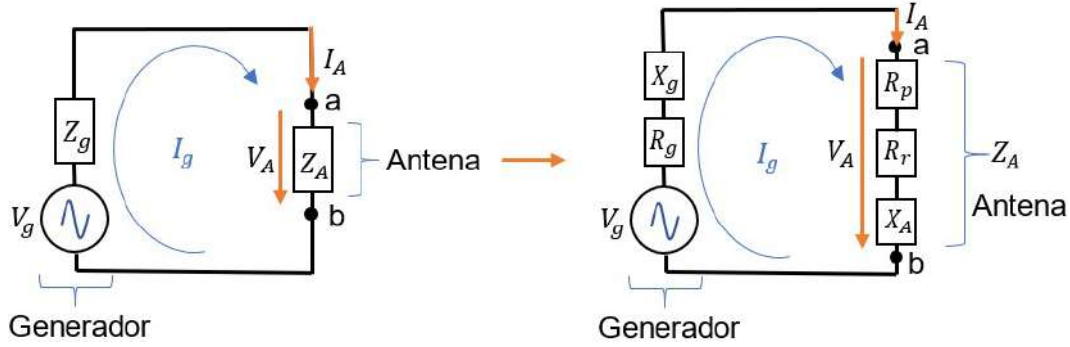 I_A
a
Z_g
I_g
V_A
Z_A
Antena
V_g
b
Generador
I_A
a
X_g
R_p
R_g
I_g
V_A
R_r
Z_A
V_g
X_A
Antena
b
Generador